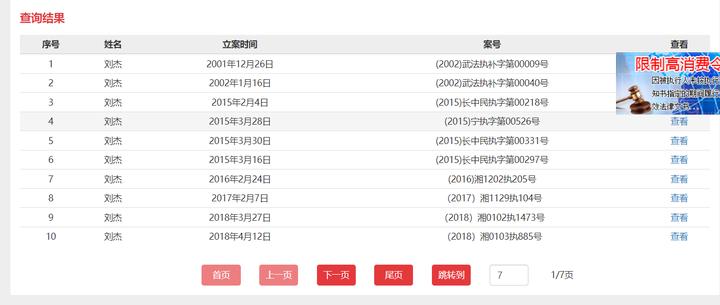 查询结果
序号 姓名 立案时间 案号 查看
1 刘杰 2001年12月26日 (2002)武法执补字第00009号
2 刘杰 2002年1月16日 (2002)武法执补字第00040号
3 刘杰 2015年2月4日 (2015)长中民执字第00218号
4 刘杰 2015年3月28日 (2015)宁执字第00526号 查看
5 刘杰 2015年3月30日 (2015)长中民执字第00331号 查看
6 刘杰 2015年3月16日 (2015)长中民执字第00297号 查看
7 刘杰 2016年2月24日 (2016)湘1202执205号 查看
8 刘杰 2017年2月7日 (2017）湘1129执104号 查看
9 刘杰 2018年3月27日 (2018）湘0102执1473号 查看
10 刘杰 2018年4月12日 (2018）湘0103执885号 查看
限制高消费令
因被执行人未按执行
知书指定的期间履行
效法律文书
首页 上一页 下一页 尾页 跳转到 7 1/7页